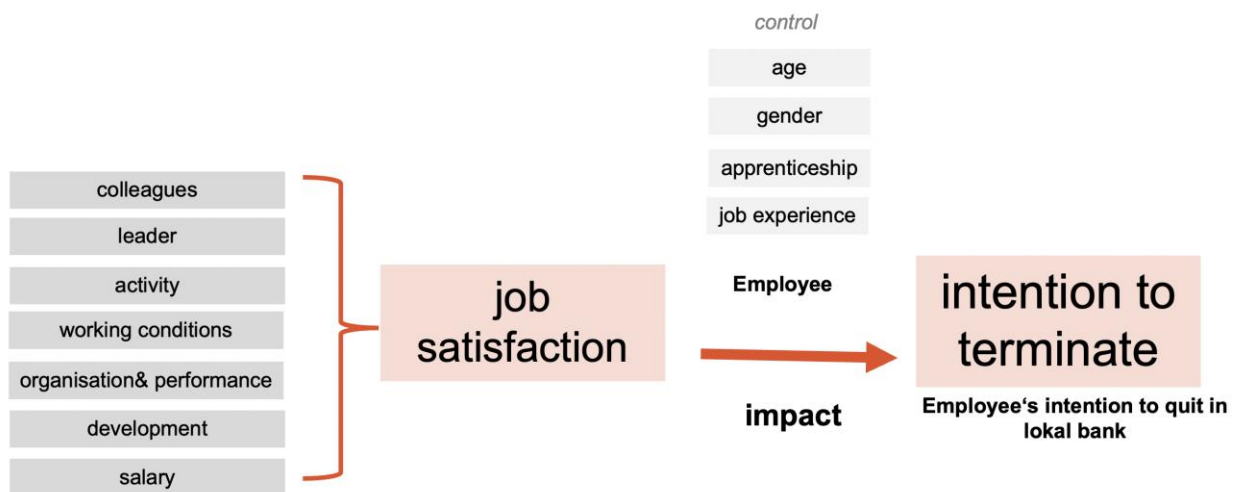 control
age
gender
apprenticeship
job experience
colleagues
leader
activity
working conditions
organisation& performance
development
salary
job
satisfaction
Employee
impact
intention to
terminate
Employee‘s intention to quit in
lokal bank